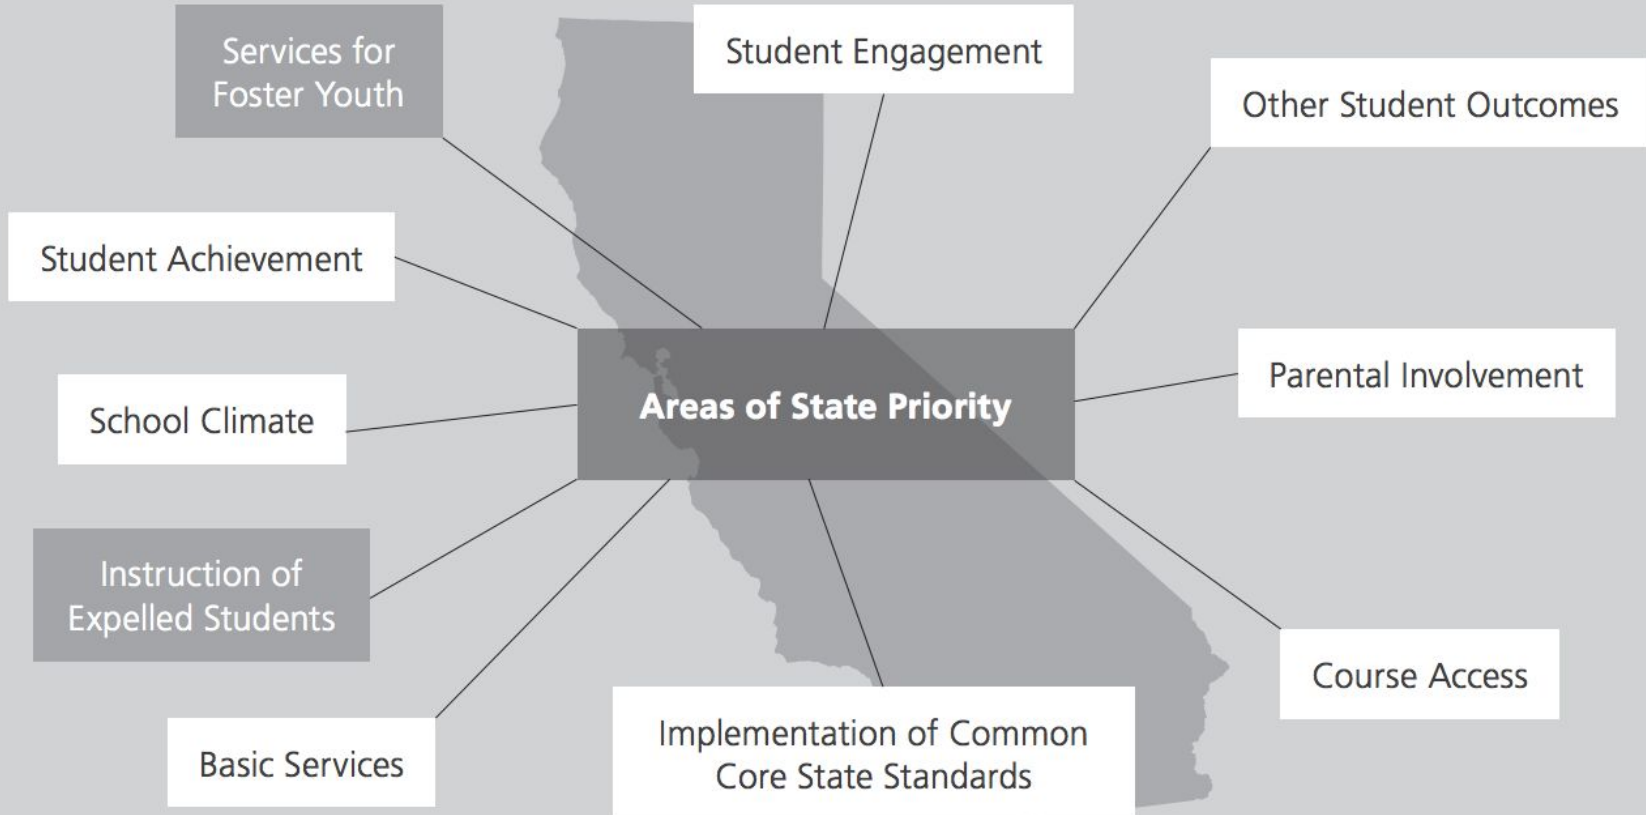 Services for
Foster Youth
Student Engagement
Other Student Outcomes
Student Achievement
Parental Involvement
School Climate
Areas of State Priority
Instruction of
Expelled Students
Course Access
Basic Services
Implementation of Common
Core State Standards